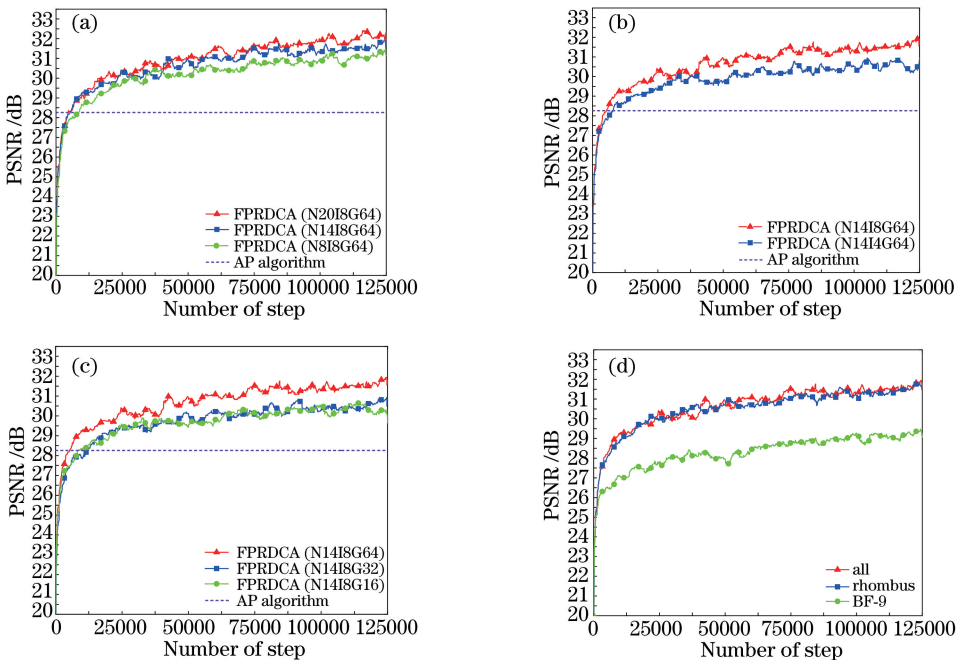 (a)
PSNR /dB
33
32
31
30
29
28
27
26
25
24
23
22
21
20
FPRDCA (N20I8G64)
FPRDCA (N14I8G64)
FPRDCA (N8I8G64)
AP algorithm
0 25000 50000 75000 100000 125000
Number of step
(b)
PSNR /dB
33
32
31
30
29
28
27
26
25
24
23
22
21
20
FPRDCA (N14I8G64)
FPRDCA (N14I4G64)
AP algorithm
0 25000 50000 75000 100000 125000
Number of step
(c)
PSNR /dB
33
32
31
30
29
28
27
26
25
24
23
22
21
20
FPRDCA (N14I8G64)
FPRDCA (N14I8G32)
FPRDCA (N14I8G16)
AP algorithm
0 25000 50000 75000 100000 125000
Number of step
(d)
PSNR /dB
33
32
31
30
29
28
27
26
25
24
23
22
21
20
all
rhombus
BF-9
0 25000 50000 75000 100000 125000
Number of step